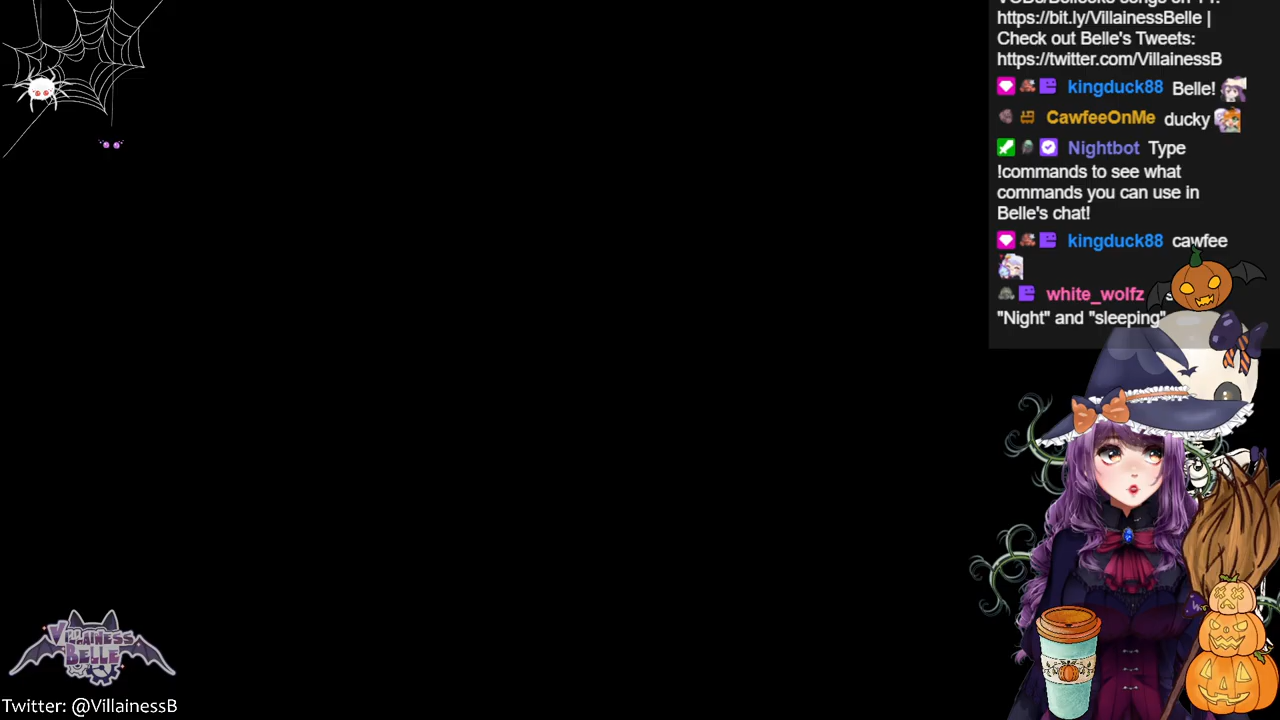 https://bit.ly/VillainessBelle |
Check out Belle's Tweets:
https://twitter.com/VillainessB
kingduck88 Belle!
CawfeeOnMe ducky
Nightbot Type
!commands to see what
commands you can use in
Belle's chat!
kingduck88 cawfee
white_wolfz
"Night" and "sleeping"
VILLAINESS
BELLE
Twitter: @VillainessB